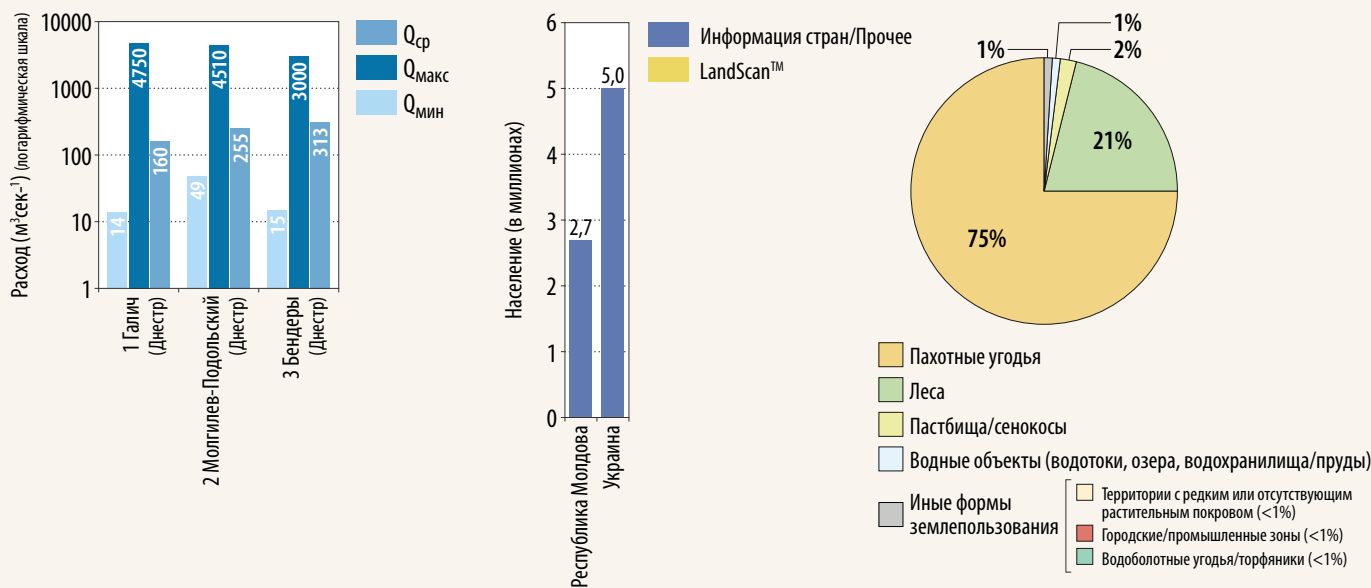 Расход (м³сек-¹) (логарифмическая шкала)
10000
1000
100
10
1
14
4750
160
49
4510
255
15
3000
313
1 Галич
(Днестр)
2 Молгилев-Подольский
(Днестр)
3 Бендеры
(Днестр)
Qср
Qмакс
Qмин
Население (в миллионах)
6
5
4
3
2
1
0
2,7
5,0
Республика Молдова
Украина
Информация стран/Прочее
LandScan™
1%
1%
2%
21%
75%
Пахотные угодья
Леса
Пастбища/сенокосы
Водные объекты (водотоки, озера, водохранилища/пруды)
Иные формы
землепользования
Территории с редким или отсутствующим
растительным покровом (<1%)
Городские/промышленные зоны (<1%)
Водоболотные угодья/торфяники (<1%)